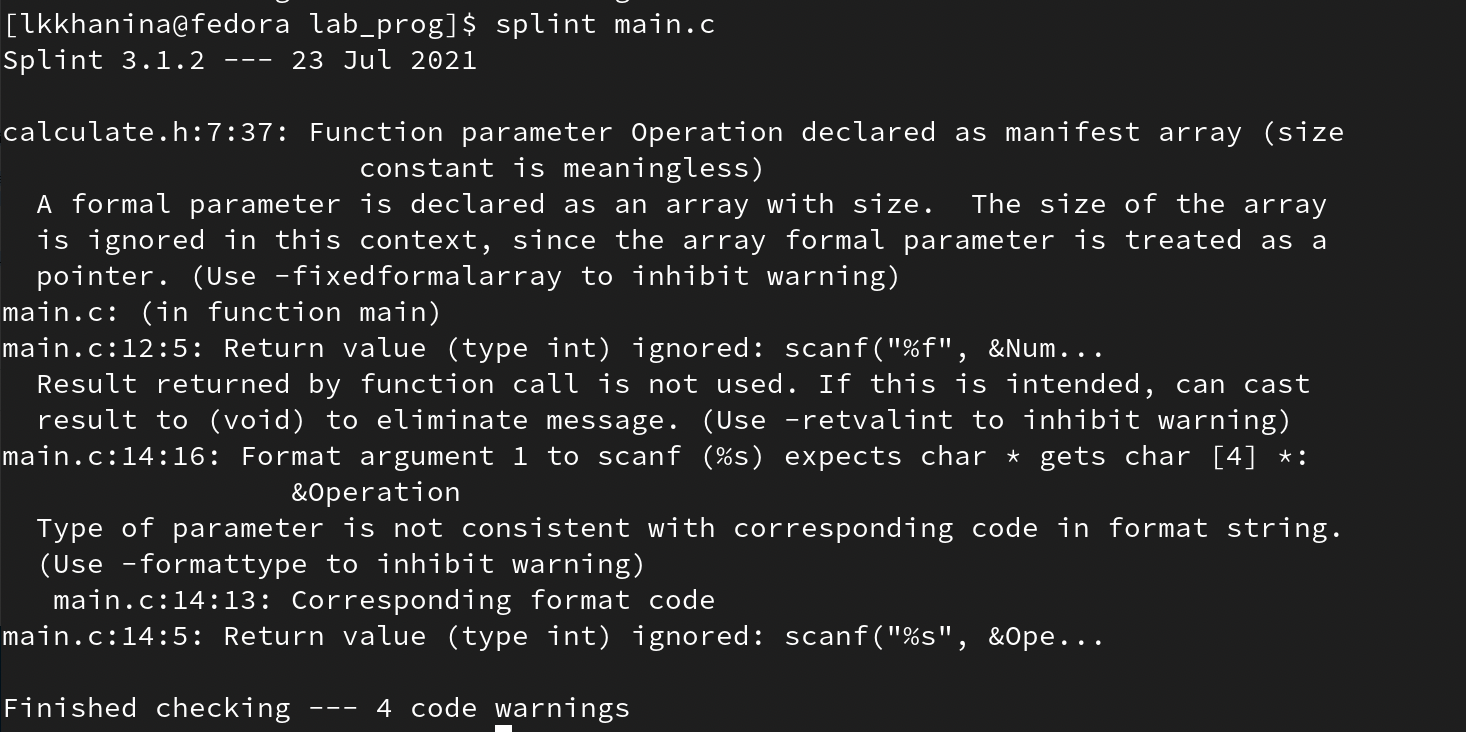 [lkkhanina@fedora lab_prog]$ splint main.c
Splint 3.1.2 --- 23 Jul 2021

calculate.h:7:37: Function parameter Operation declared as manifest array (size
                     constant is meaningless)
  A formal parameter is declared as an array with size.  The size of the array
  is ignored in this context, since the array formal parameter is treated as a
  pointer. (Use -fixedformalarray to inhibit warning)
main.c: (in function main)
main.c:12:5: Return value (type int) ignored: scanf("%f", &Num...
  Result returned by function call is not used. If this is intended, can cast
  result to (void) to eliminate message. (Use -retvalint to inhibit warning)
main.c:14:16: Format argument 1 to scanf (%s) expects char * gets char [4] *:
                 &Operation
  Type of parameter is not consistent with corresponding code in format string.
  (Use -formattype to inhibit warning)
   main.c:14:13: Corresponding format code
main.c:14:5: Return value (type int) ignored: scanf("%s", &Ope...

Finished checking --- 4 code warnings